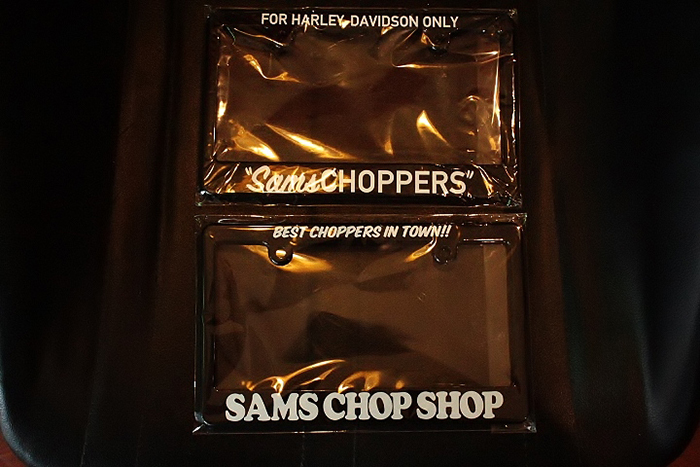 FOR HARLEY-DAVIDSON ONLY
"SamsCHOPPERS"
BEST CHOPPERS IN TOWN!!
SAMS CHOP SHOP